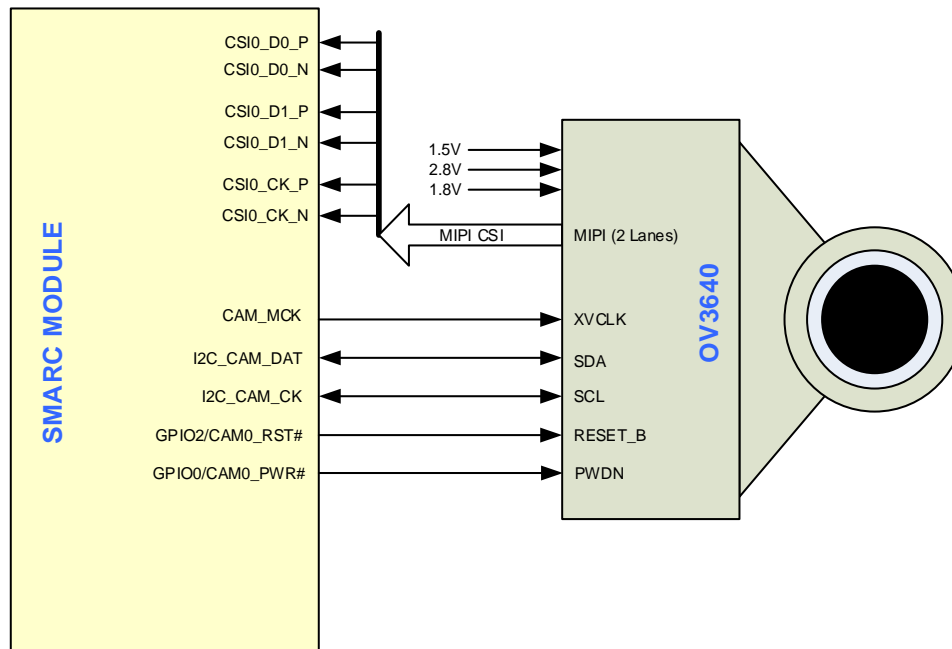 CSI0_D0_P
CSI0_D0_N
CSI0_D1_P
CSI0_D1_N
CSI0_CK_P
CSI0_CK_N
CAM_MCK
I2C_CAM_DAT
I2C_CAM_CK
GPIO2/CAM0_RST#
GPIO0/CAM0_PWR#
SMARC MODULE
1.5V
2.8V
1.8V
MIPI CSI
MIPI (2 Lanes)
XVCLK
SDA
SCL
RESET_B
PWDN
OV3640